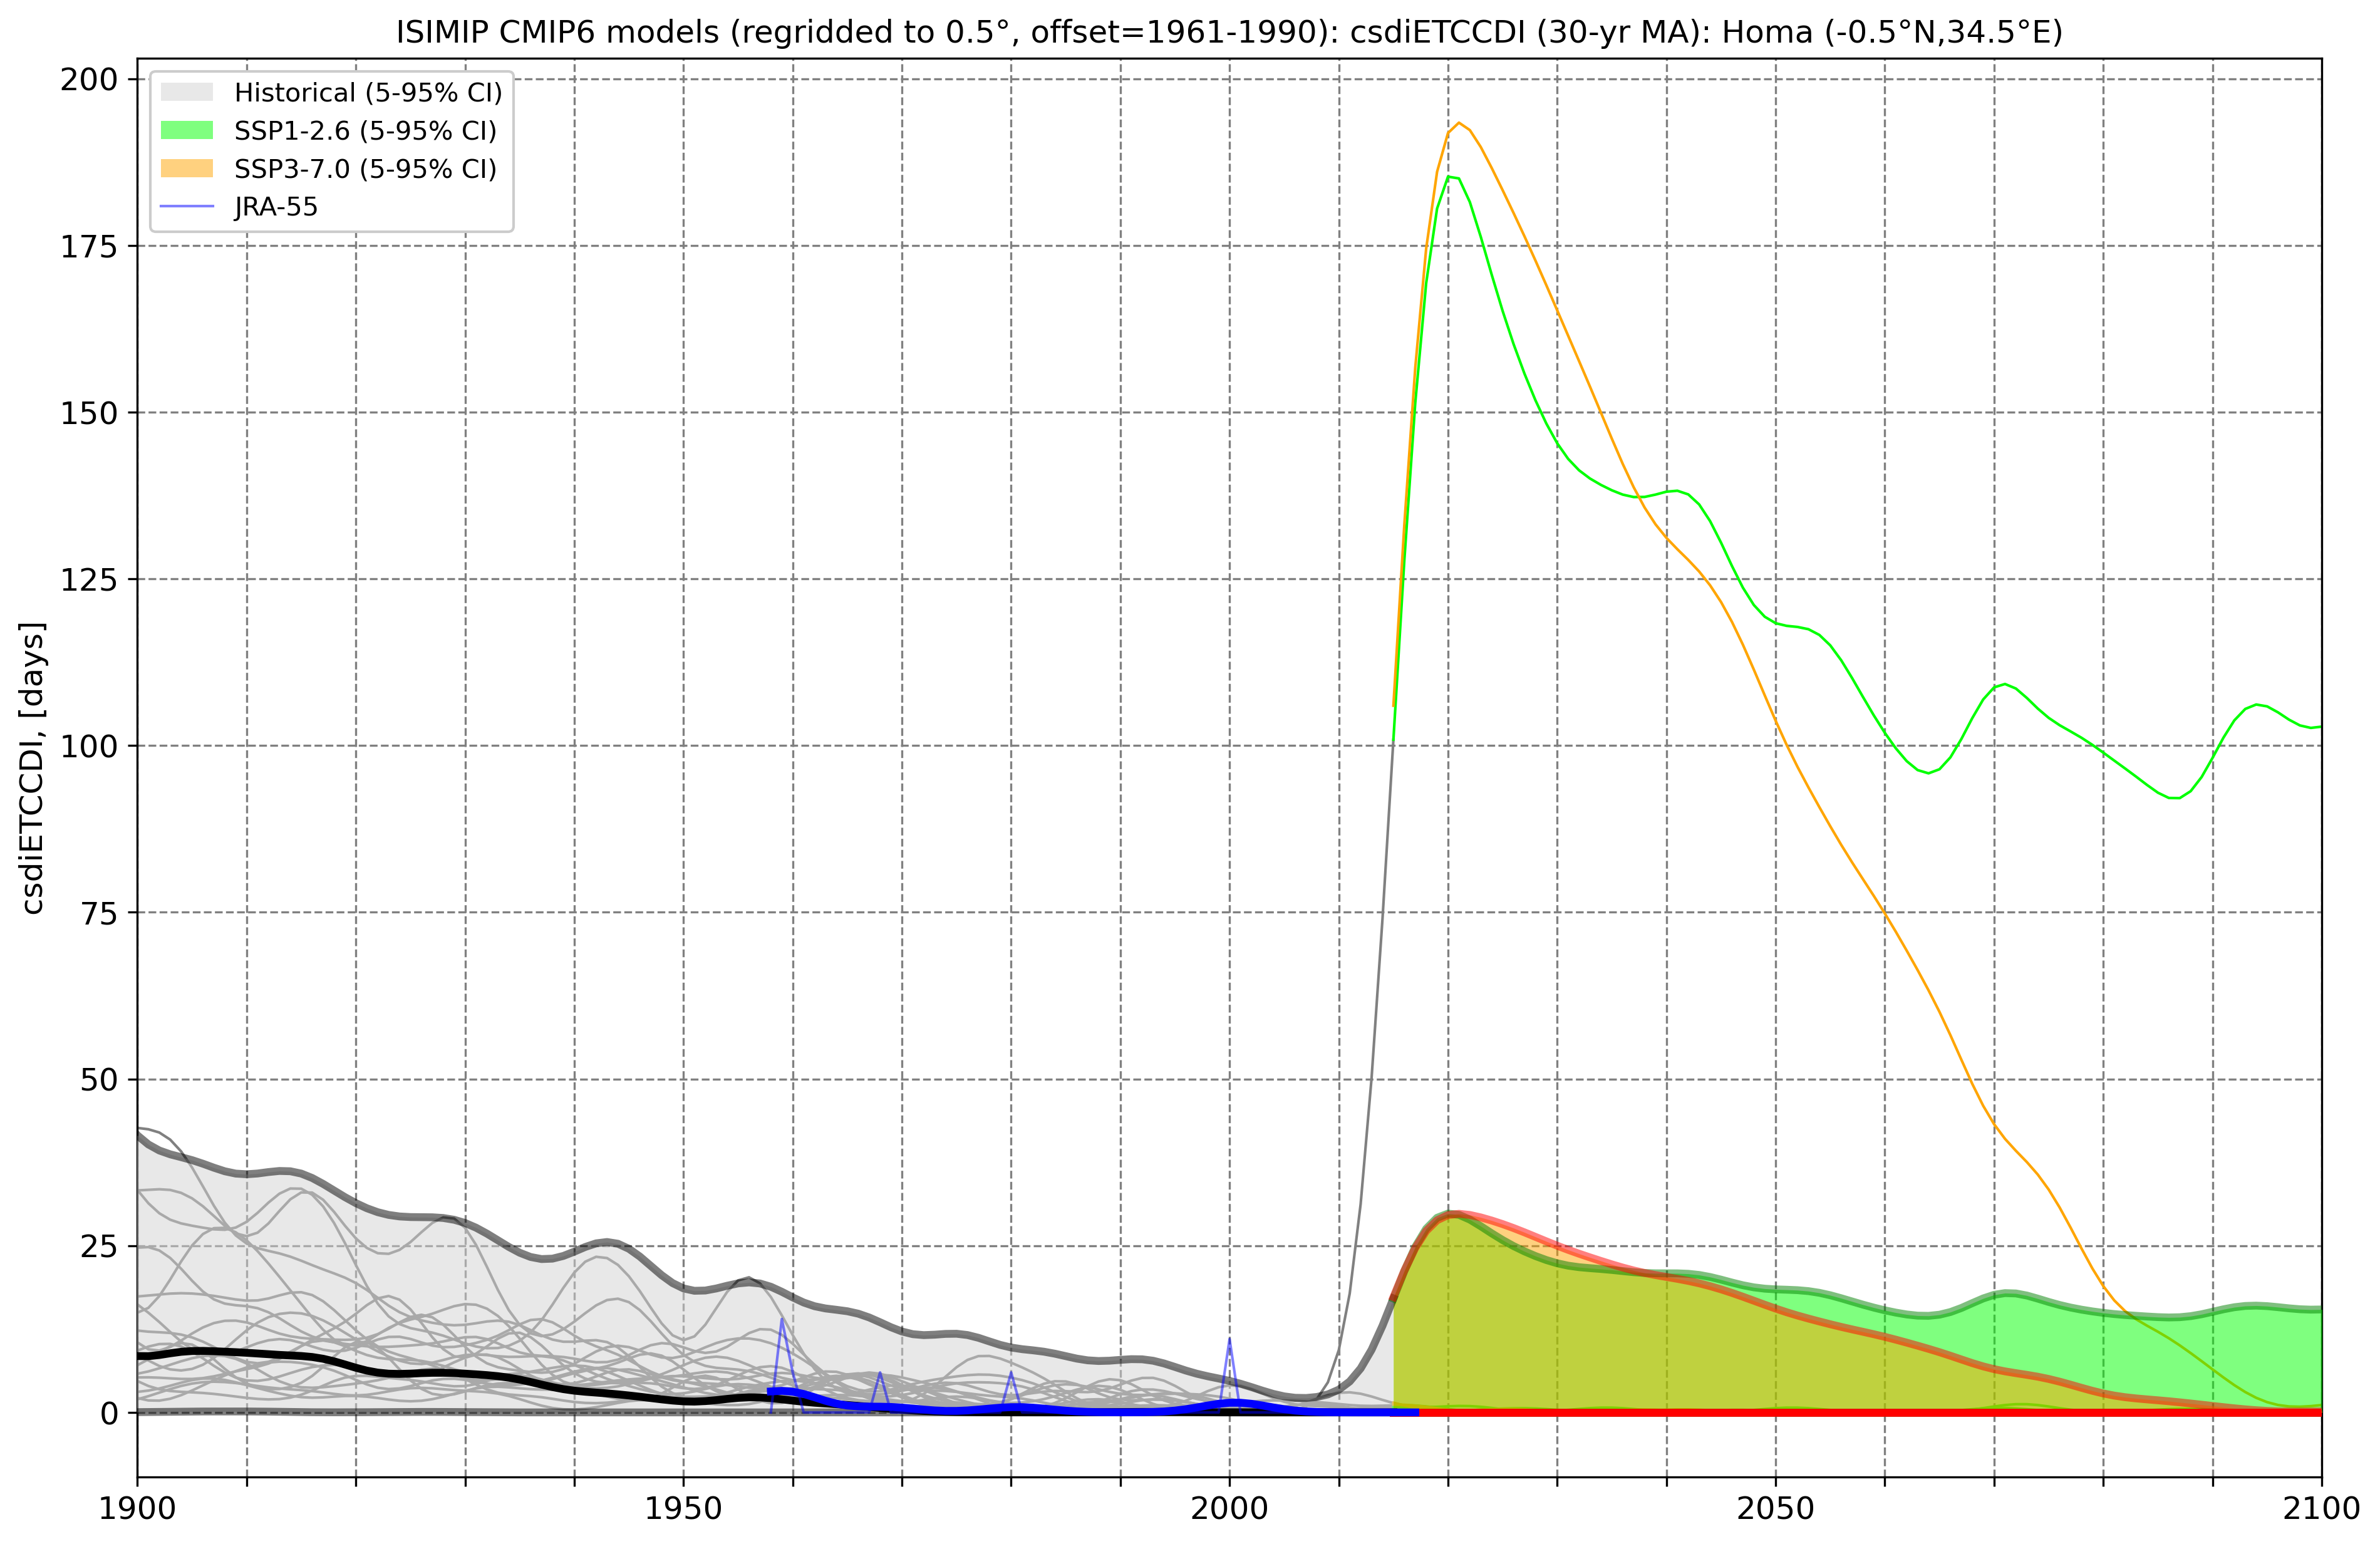 ISIMIP CMIP6 models (regridded to 0.5°, offset=1961-1990): csdiETCCDI (30-yr MA): Homa (-0.5°N,34.5°E)
Historical (5-95% CI)
SSP1-2.6 (5-95% CI)
SSP3-7.0 (5-95% CI)
JRA-55
csdiETCCDI, [days]
200
175
150
125
100
75
50
25
0
1900 1950 2000 2050 2100